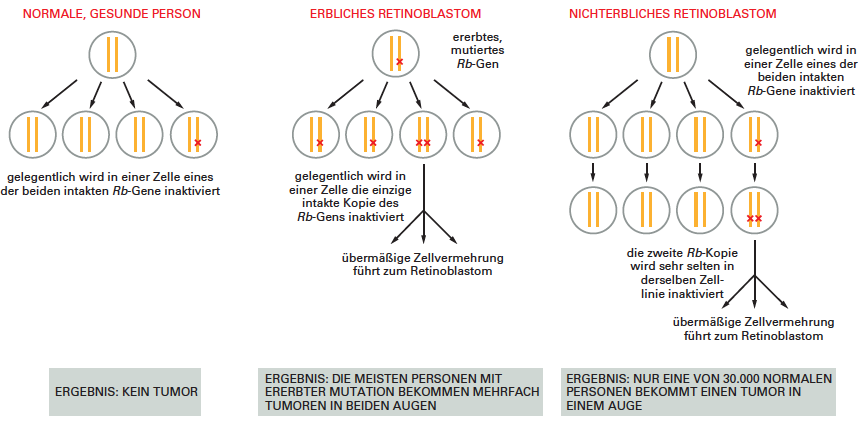 NORMALE, GESUNDE PERSON
gelegentlich wird in einer Zelle eines
der beiden intakten Rb-Gene inaktiviert
ERGEBNIS: KEIN TUMOR
ERBLICHES RETINOBLASTOM
ererbtes,
mutiertes
Rb-Gen
gelegentlich wird in
einer Zelle die einzige
intakte Kopie des
Rb-Gens inaktiviert
übermäßige Zellvermehrung
führt zum Retinoblastom
ERGEBNIS: DIE MEISTEN PERSONEN MIT
ERERBTER MUTATION BEKOMMEN MEHRFACH
TUMOREN IN BEIDEN AUGEN
NICHTERBLICHES RETINOBLASTOM
gelegentlich wird in
einer Zelle eines der
beiden intakten
Rb-Gene inaktiviert
die zweite Rb-Kopie
wird sehr selten in
derselben Zell-
linie inaktiviert
übermäßige Zellvermehrung
führt zum Retinoblastom
ERGEBNIS: NUR EINE VON 30.000 NORMALEN
PERSONEN BEKOMMT EINEN TUMOR IN
EINEM AUGE